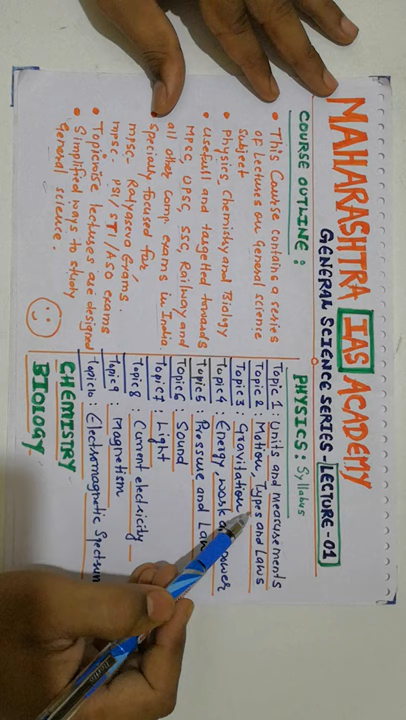 MAHARASHTRA IAS ACADEMY
GENERAL SCIENCE SERIES - LECTURE - 01
COURSE OUTLINE :
• This Course contains a series
of Lectures on General science
subject
• Physics, Chemistry and Biology
• Usefull and targetted towards
MPCC, UPSC, SSC, Railway and
all other Comp exams in India
Specially focused for
mpsc- Rajyaseva Exams.
mpsc- PSI/STI/ASO exams
• Topicwise lectures are designed
• Simplified ways to study
General science.
PHYSICS : Syllabus
Topic 1 : Units and measurements
Topic 2 : Motion, Types and Laws
Topic 3 : Gravitation
Topic 4 : Energy, work
Topic 5 : Pressure and Law
Topic 6 : Sound
Topic 7 : Light
Topic 8 : Current electricity
Topic 9 : Magnetism
Topic 10 : Electromagnetic Spectrum
CHEMISTRY
BIOLOGY